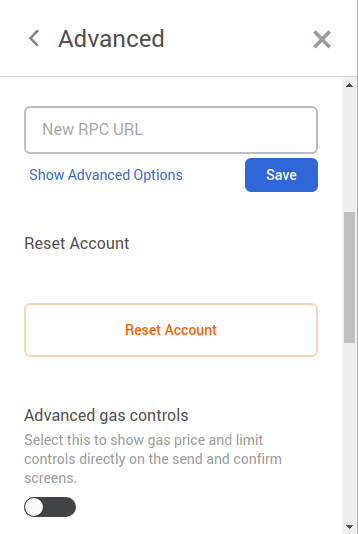 Advanced
New RPC URL
Show Advanced Options
Save
Reset Account
Reset Account
Advanced gas controls
Select this to show gas price and limit
controls directly on the send and confirm
screens.